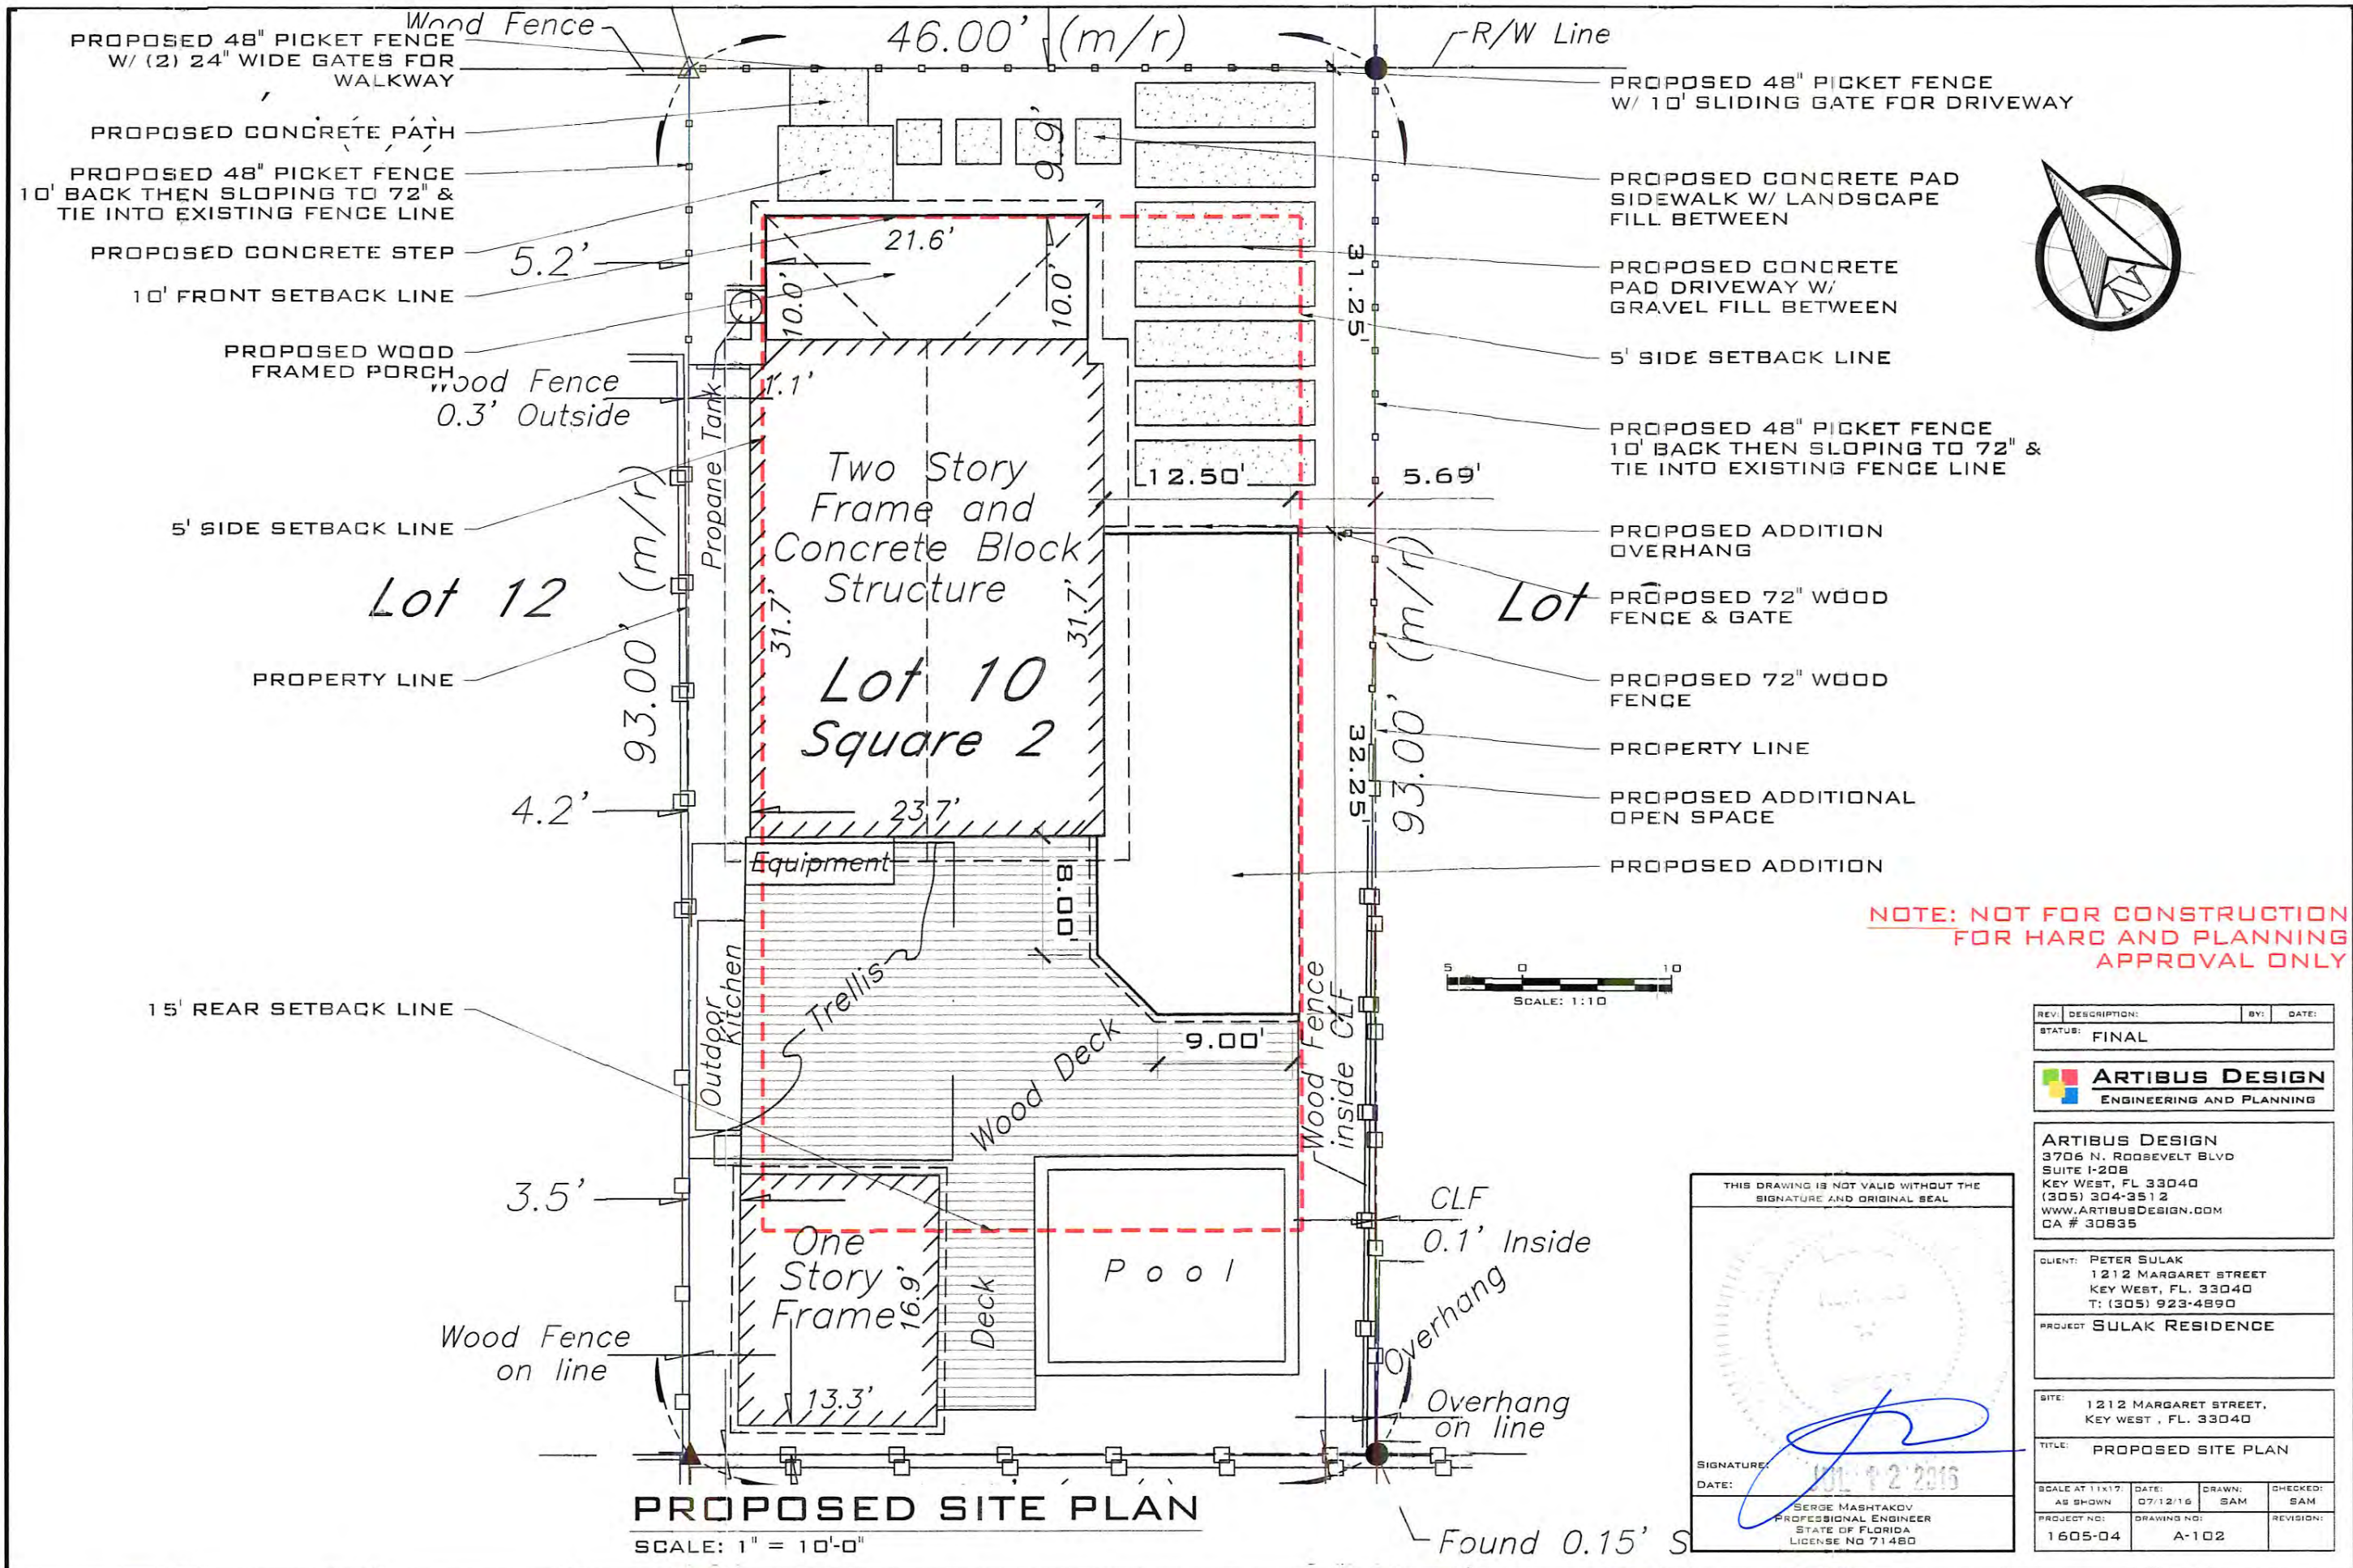 Wood Fence
46.00' (m/r)
R/W Line
PROPOSED 48" PICKET FENCE
W/ (2) 24" WIDE GATES FOR
WALKWAY
PROPOSED CONCRETE PATH
PROPOSED 48" PICKET FENCE
10' BACK THEN SLOPING TO 72" &
TIE INTO EXISTING FENCE LINE
PROPOSED CONCRETE STEP
5.2'
10' FRONT SETBACK LINE
PROPOSED WOOD
FRAMED PORCH
Wood Fence
0.3' Outside
5' SIDE SETBACK LINE
Lot 12
93.00' (m/r)
PROPERTY LINE
4.2'
15' REAR SETBACK LINE
3.5'
Wood Fence
on line
9.9'
21.6'
10.0'
10.0'
1.1'
Propane Tank
Two Story
Frame and
Concrete Block
Structure
31.7'
31.7'
Lot 10
Square 2
23.7'
Equipment
8.00'
Outdoor
Kitchen
Trellis
Wood Deck
9.00'
One
Story
Frame
16.9'
13.3'
Deck
Pool
31.25'
12.50'
5.69'
32.25'
93.00' (m/r)
Lot
Wood Fence
inside CLF
CLF
0.1' Inside
Overhang
Overhang
on line
Found 0.15' S
PROPOSED 48" PICKET FENCE
W/ 10' SLIDING GATE FOR DRIVEWAY
PROPOSED CONCRETE PAD
SIDEWALK W/ LANDSCAPE
FILL BETWEEN
PROPOSED CONCRETE
PAD DRIVEWAY W/
GRAVEL FILL BETWEEN
5' SIDE SETBACK LINE
PROPOSED 48" PICKET FENCE
10' BACK THEN SLOPING TO 72" &
TIE INTO EXISTING FENCE LINE
PROPOSED ADDITION
OVERHANG
PROPOSED 72" WOOD
FENCE & GATE
PROPOSED 72" WOOD
FENCE
PROPERTY LINE
PROPOSED ADDITIONAL
OPEN SPACE
PROPOSED ADDITION
N
NOTE: NOT FOR CONSTRUCTION
FOR HARC AND PLANNING
APPROVAL ONLY
5 0 10
SCALE: 1:10
PROPOSED SITE PLAN
SCALE: 1" = 10'-0"
THIS DRAWING IS NOT VALID WITHOUT THE
SIGNATURE AND ORIGINAL SEAL
SIGNATURE:
DATE:
JUL 12 2016
SERGE MASHTAKOV
PROFESSIONAL ENGINEER
STATE OF FLORIDA
LICENSE NO 71480
REV: DESCRIPTION: BY: DATE:
STATUS: FINAL
ARTIBUS DESIGN
ENGINEERING AND PLANNING
ARTIBUS DESIGN
3706 N. ROOSEVELT BLVD
SUITE I-208
KEY WEST, FL 33040
(305) 304-3512
WWW.ARTIBUSDESIGN.COM
CA # 30835
CLIENT: PETER SULAK
1212 MARGARET STREET
KEY WEST, FL. 33040
T: (305) 923-4890
PROJECT SULAK RESIDENCE
SITE: 1212 MARGARET STREET,
KEY WEST , FL. 33040
TITLE: PROPOSED SITE PLAN
SCALE AT 11X17: DATE: DRAWN: CHECKED:
AS SHOWN 07/12/16 SAM SAM
PROJECT NO: DRAWING NO: REVISION:
1605-04 A-102